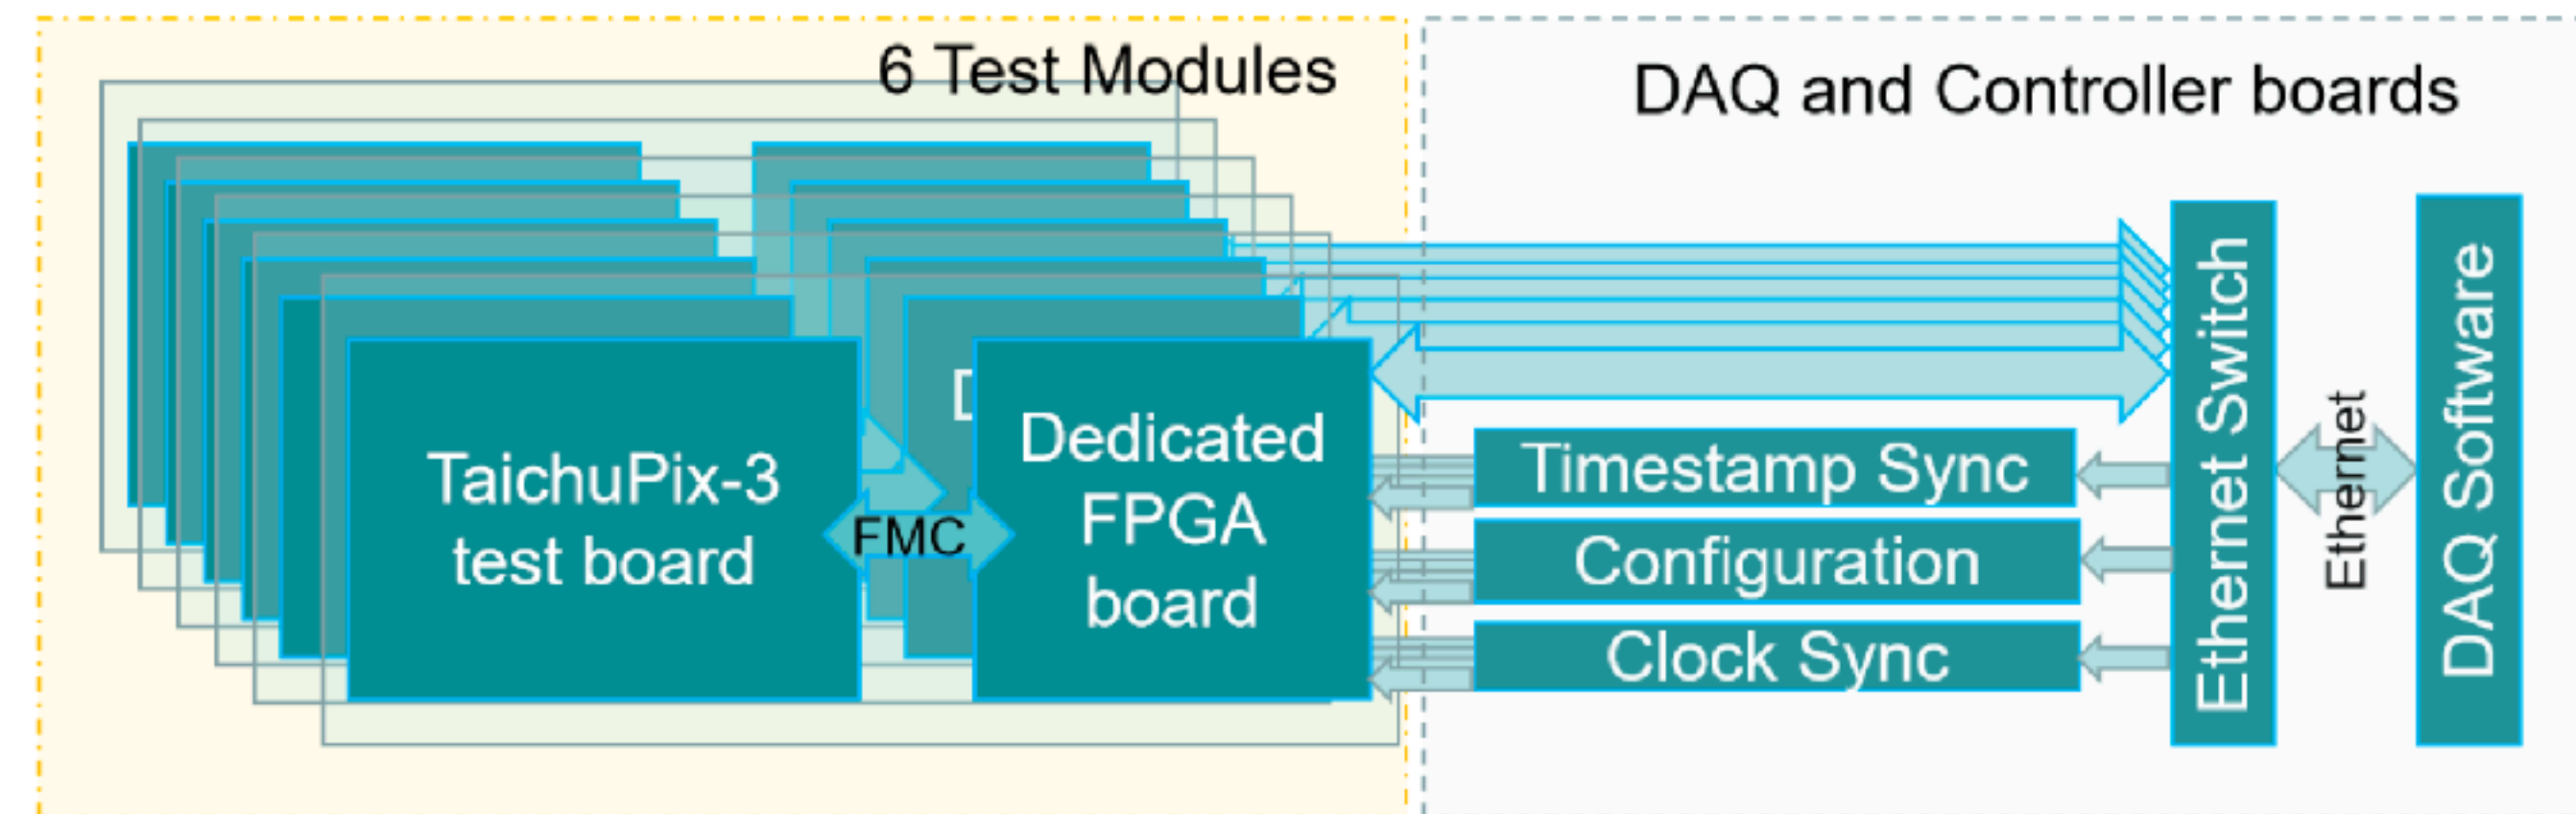 6 Test Modules
DAQ and Controller boards
TaichuPix-3
test board
FMC
D
Dedicated
FPGA
board
Timestamp Sync
Configuration
Clock Sync
Ethernet Switch
Ethernet
DAQ Software